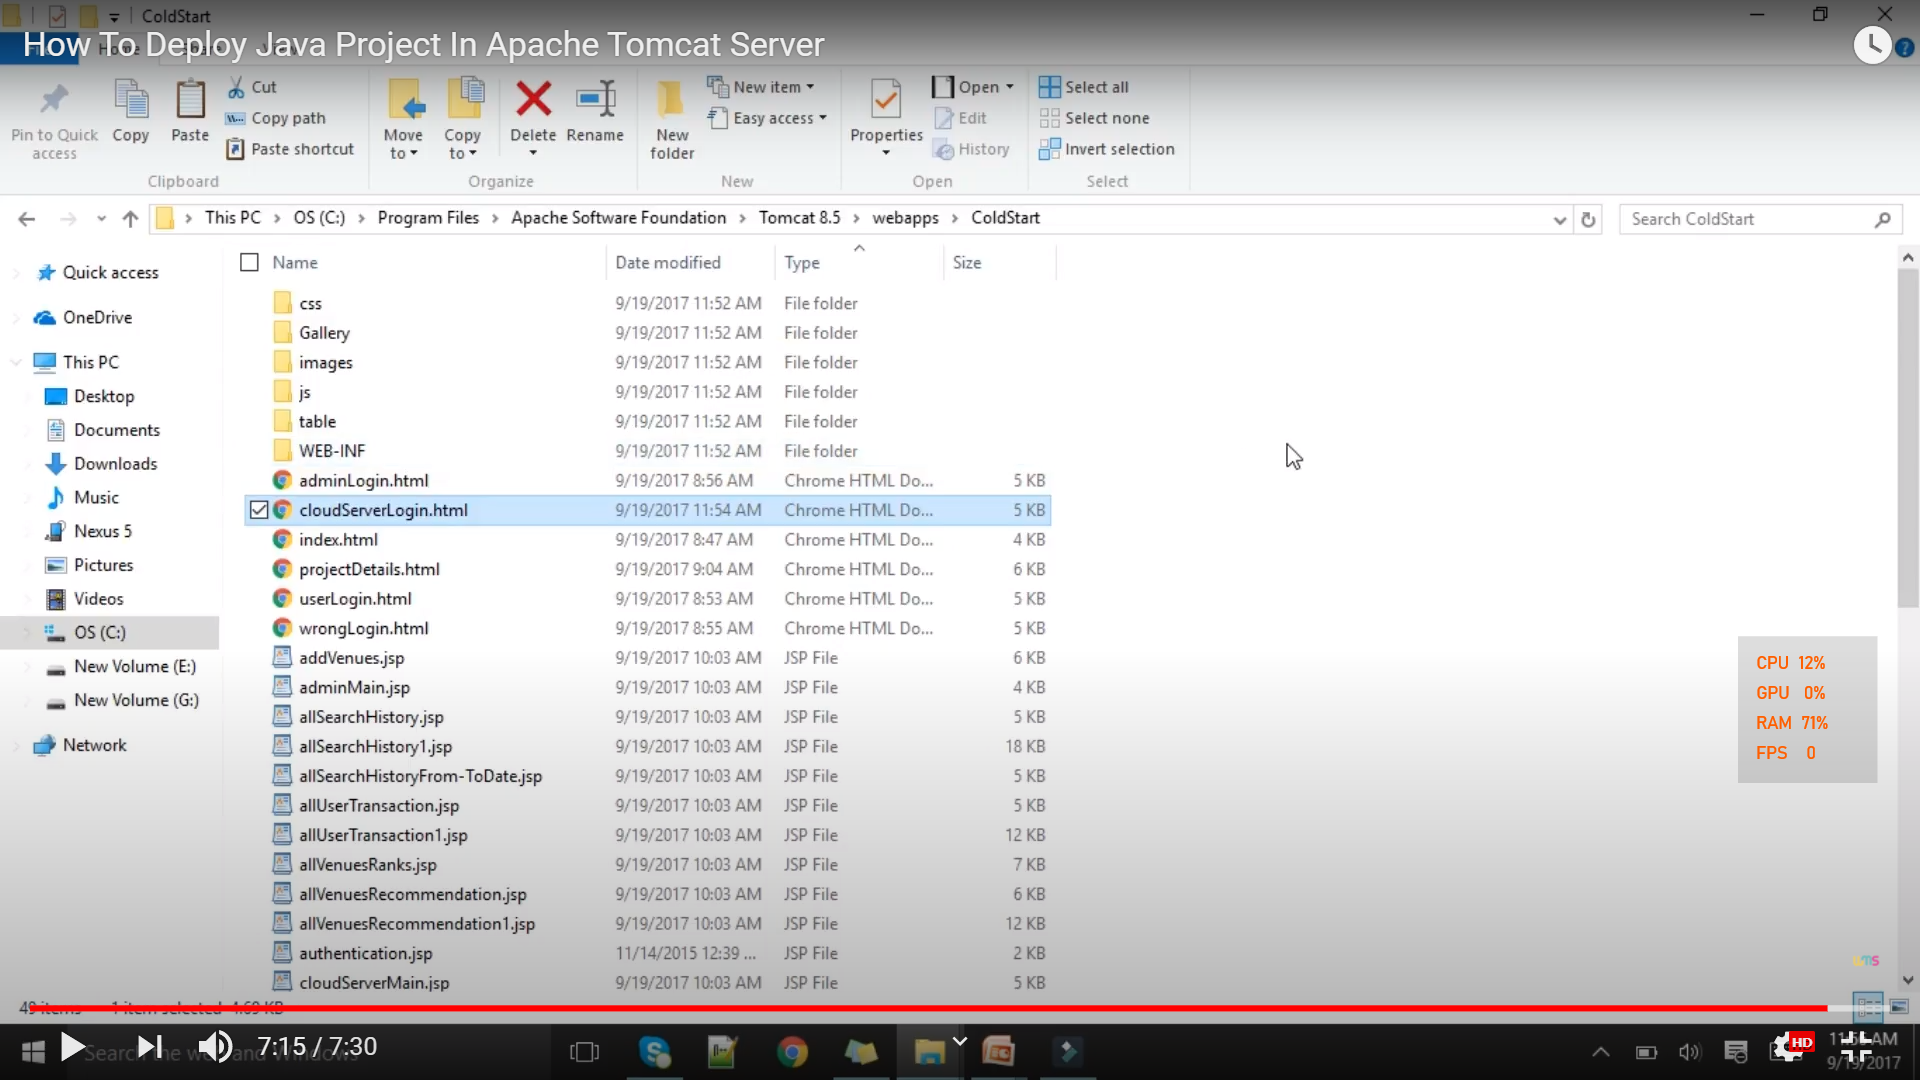 ColdStart
How To Deploy Java Project In Apache Tomcat Server
Pin to Quick access
Copy
Paste
Cut
Copy path
Paste shortcut
Clipboard
Move to
Copy to
Delete
Rename
Organize
New folder
New item
Easy access
New
Properties
Open
Edit
History
Open
Select all
Select none
Invert selection
Select
This PC > OS (C:) > Program Files > Apache Software Foundation > Tomcat 8.5 > webapps > ColdStart
Search ColdStart
Quick access
OneDrive
This PC
Desktop
Documents
Downloads
Music
Nexus 5
Pictures
Videos
OS (C:)
New Volume (E:)
New Volume (G:)
Network
Name Date modified Type Size
css 9/19/2017 11:52 AM File folder
Gallery 9/19/2017 11:52 AM File folder
images 9/19/2017 11:52 AM File folder
js 9/19/2017 11:52 AM File folder
table 9/19/2017 11:52 AM File folder
WEB-INF 9/19/2017 11:52 AM File folder
adminLogin.html 9/19/2017 8:56 AM Chrome HTML Do... 5 KB
cloudServerLogin.html 9/19/2017 11:54 AM Chrome HTML Do... 5 KB
index.html 9/19/2017 8:47 AM Chrome HTML Do... 4 KB
projectDetails.html 9/19/2017 9:04 AM Chrome HTML Do... 6 KB
userLogin.html 9/19/2017 8:53 AM Chrome HTML Do... 5 KB
wrongLogin.html 9/19/2017 8:55 AM Chrome HTML Do... 5 KB
addVenues.jsp 9/19/2017 10:03 AM JSP File 6 KB
adminMain.jsp 9/19/2017 10:03 AM JSP File 4 KB
allSearchHistory.jsp 9/19/2017 10:03 AM JSP File 5 KB
allSearchHistory1.jsp 9/19/2017 10:03 AM JSP File 18 KB
allSearchHistoryFrom-ToDate.jsp 9/19/2017 10:03 AM JSP File 5 KB
allUserTransaction.jsp 9/19/2017 10:03 AM JSP File 5 KB
allUserTransaction1.jsp 9/19/2017 10:03 AM JSP File 12 KB
allVenuesRanks.jsp 9/19/2017 10:03 AM JSP File 7 KB
allVenuesRecommendation.jsp 9/19/2017 10:03 AM JSP File 6 KB
allVenuesRecommendation1.jsp 9/19/2017 10:03 AM JSP File 12 KB
authentication.jsp 11/14/2015 12:39 ... JSP File 2 KB
cloudServerMain.jsp 9/19/2017 10:03 AM JSP File 5 KB
CPU 12%
GPU 0%
RAM 71%
FPS 0
items 1 item selected 4.69 KB
7:15 / 7:30
Search the web and Windows
HD
AM
9/19/2017